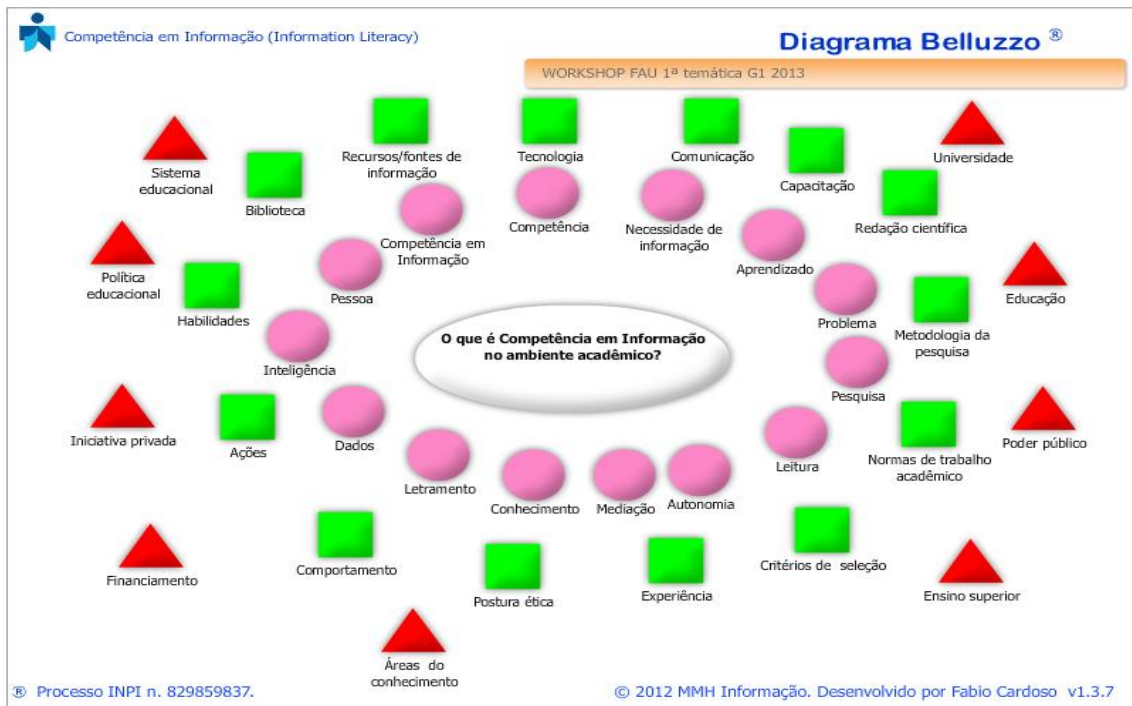 Competência em Informação (Information Literacy)
Diagrama Belluzzo ®
WORKSHOP FAU 1ª temática G1 2013
Sistema
educacional
Biblioteca
Recursos/fontes de
informação
Tecnologia
Comunicação
Capacitação
Universidade
Redação científica
Competência em
Informação
Competência
Necessidade de
informação
Aprendizado
Política
educacional
Habilidades
Pessoa
Problema
Metodologia da
pesquisa
Educação
O que é Competência em Informação
no ambiente acadêmico?
Inteligência
Pesquisa
Iniciativa privada
Ações
Dados
Leitura
Normas de trabalho
acadêmico
Poder público
Letramento
Conhecimento
Mediação
Autonomia
Financiamento
Comportamento
Postura ética
Experiência
Critérios de seleção
Ensino superior
Áreas do
conhecimento
® Processo INPI n. 829859837.
© 2012 MMH Informação. Desenvolvido por Fabio Cardoso v1.3.7